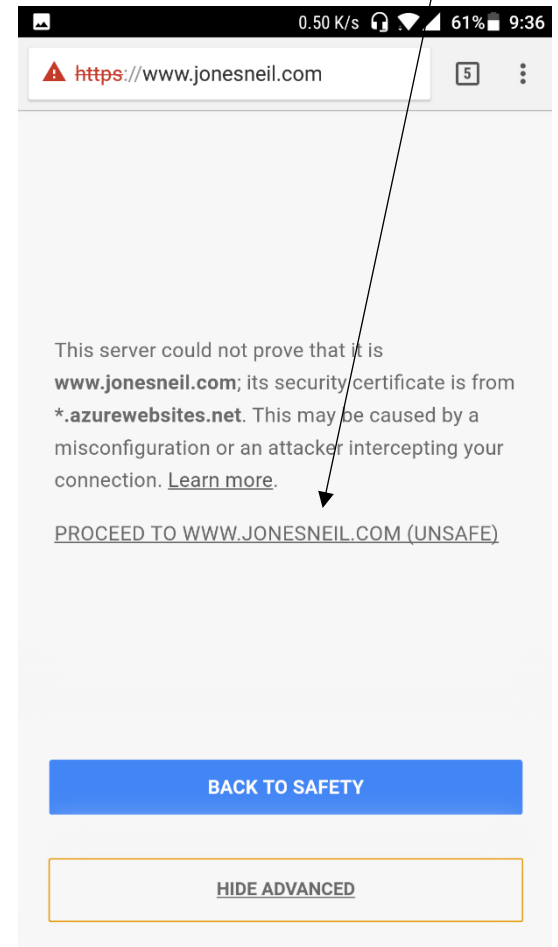 0.50 K/s 61% 9:36
https://www.jonesneil.com 5
This server could not prove that it is
www.jonesneil.com; its security certificate is from
*.azurewebsites.net. This may be caused by a
misconfiguration or an attacker intercepting your
connection. Learn more.
PROCEED TO WWW.JONESNEIL.COM (UNSAFE)
BACK TO SAFETY
HIDE ADVANCED